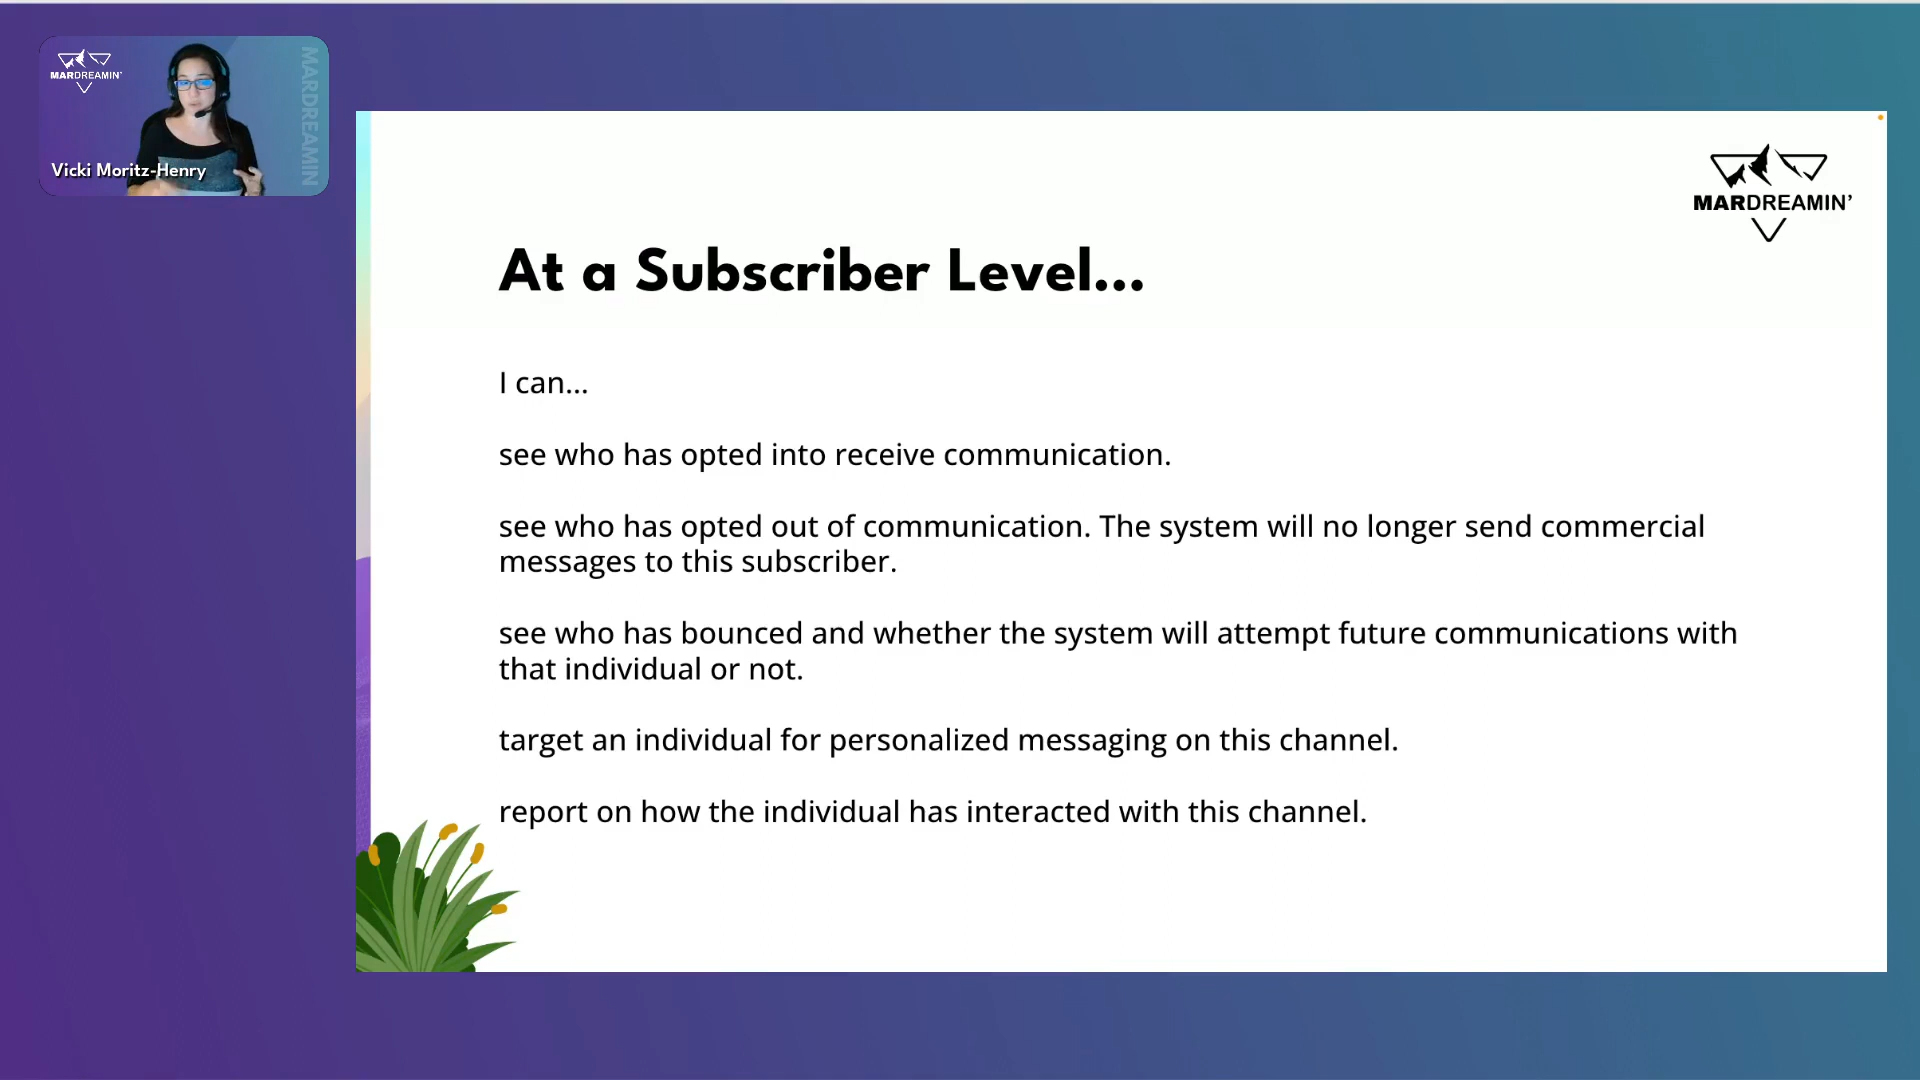 MARDREAMIN'
MARDREAMIN
Vicki Moritz-Henry
MARDREAMIN'
At a Subscriber Level...
I can...
see who has opted into receive communication.
see who has opted out of communication. The system will no longer send commercial
messages to this subscriber.
see who has bounced and whether the system will attempt future communications with
that individual or not.
target an individual for personalized messaging on this channel.
report on how the individual has interacted with this channel.